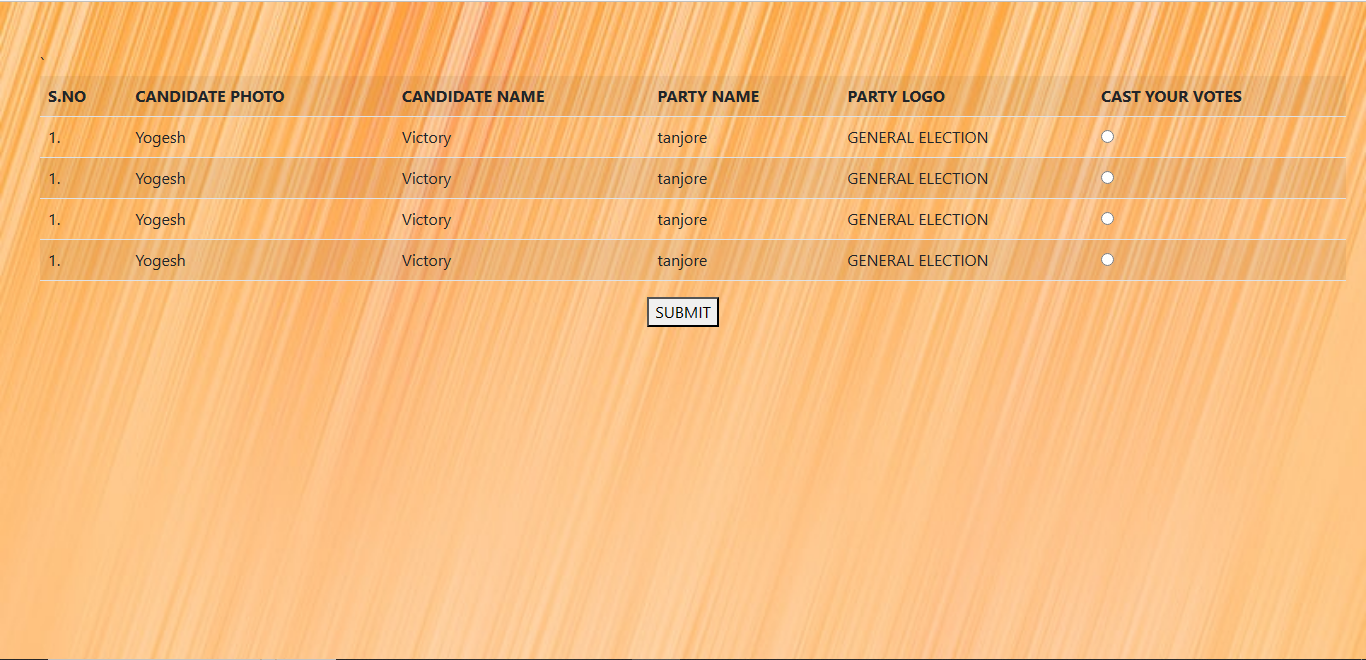 `
S.NO CANDIDATE PHOTO CANDIDATE NAME PARTY NAME PARTY LOGO CAST YOUR VOTES
1. Yogesh Victory tanjore GENERAL ELECTION
1. Yogesh Victory tanjore GENERAL ELECTION
1. Yogesh Victory tanjore GENERAL ELECTION
1. Yogesh Victory tanjore GENERAL ELECTION
SUBMIT